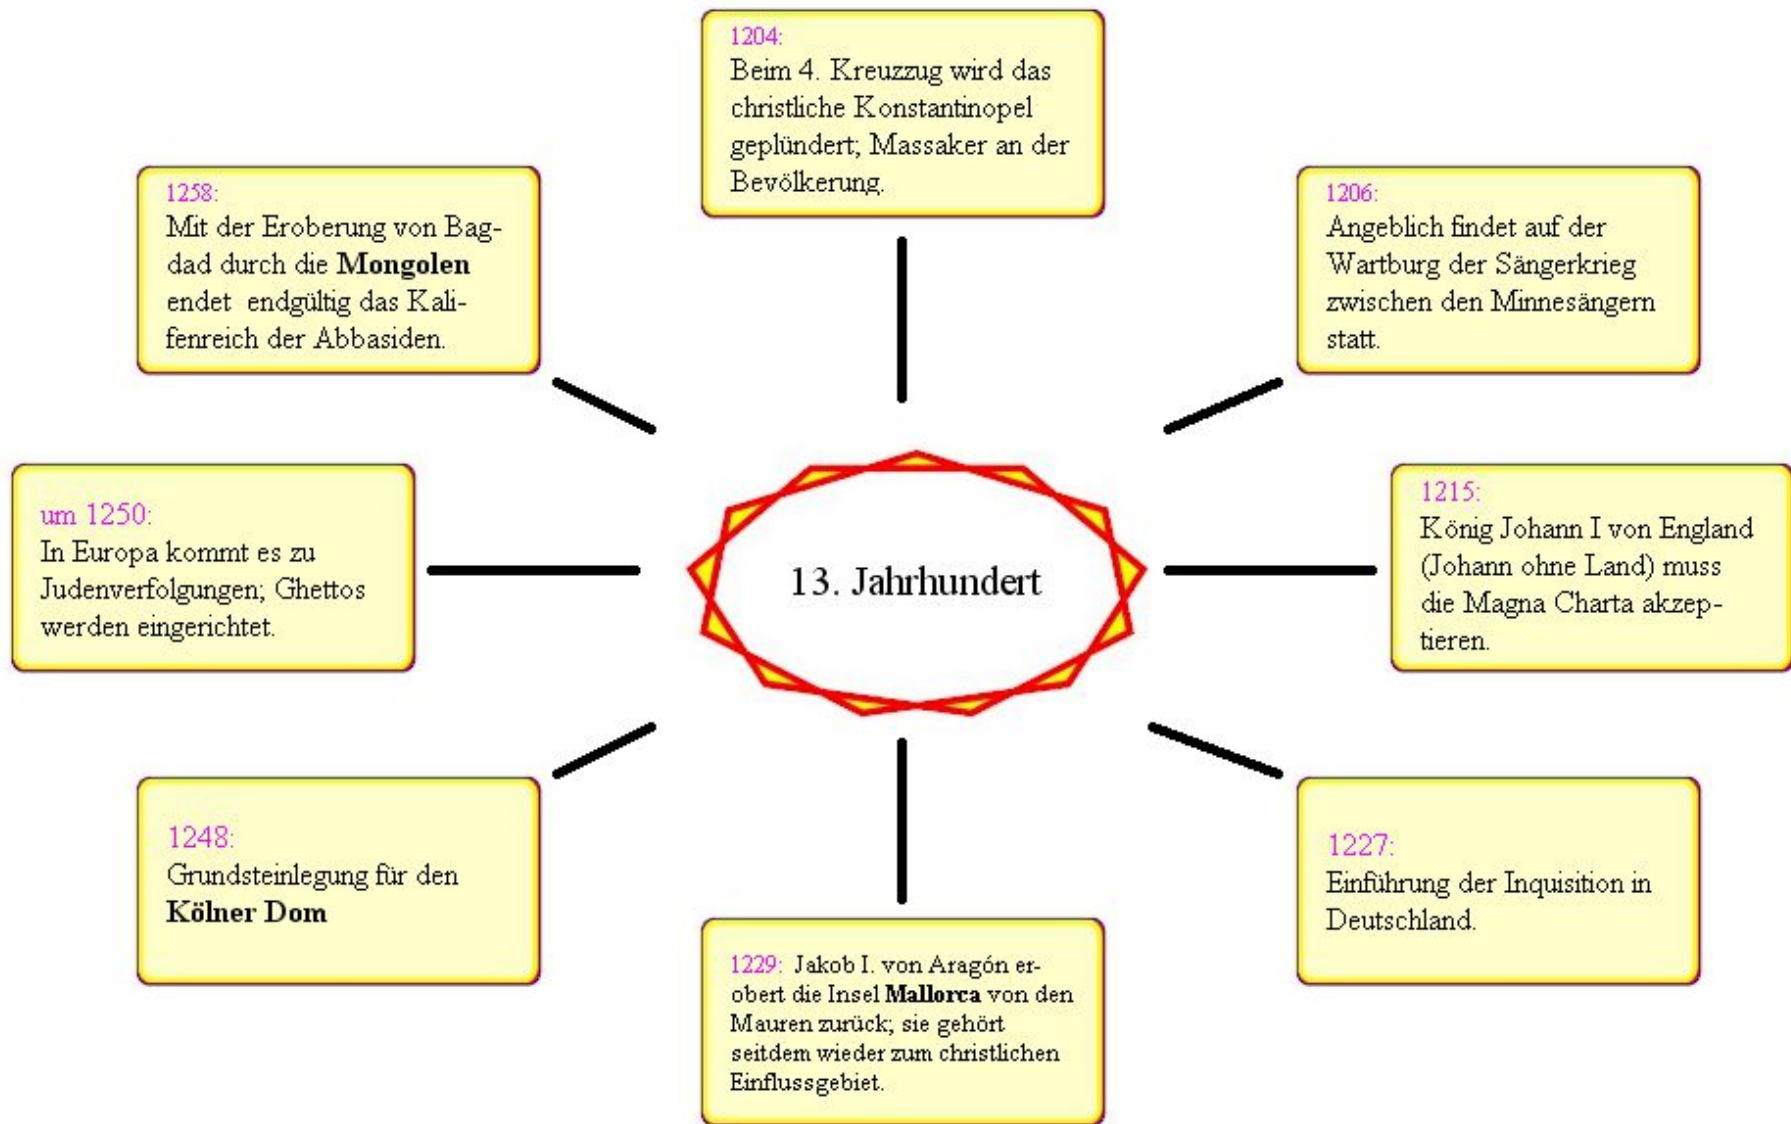 1204:
Beim 4. Kreuzzug wird das
christliche Konstantinopel
geplündert; Massaker an der
Bevölkerung.
1206:
Angeblich findet auf der
Wartburg der Sängerkrieg
zwischen den Minnesängern
statt.
1215:
König Johann I von England
(Johann ohne Land) muss
die Magna Charta akzep-
tieren.
1227:
Einführung der Inquisition in
Deutschland.
1229: Jakob I. von Aragón er-
obert die Insel Mallorca von den
Mauren zurück; sie gehört
seitdem wieder zum christlichen
Einflussgebiet.
1248:
Grundsteinlegung für den
Kölner Dom
um 1250:
In Europa kommt es zu
Judenverfolgungen; Ghettos
werden eingerichtet.
1258:
Mit der Eroberung von Bag-
dad durch die Mongolen
endet endgültig das Kali-
fenreich der Abbasiden.
13. Jahrhundert